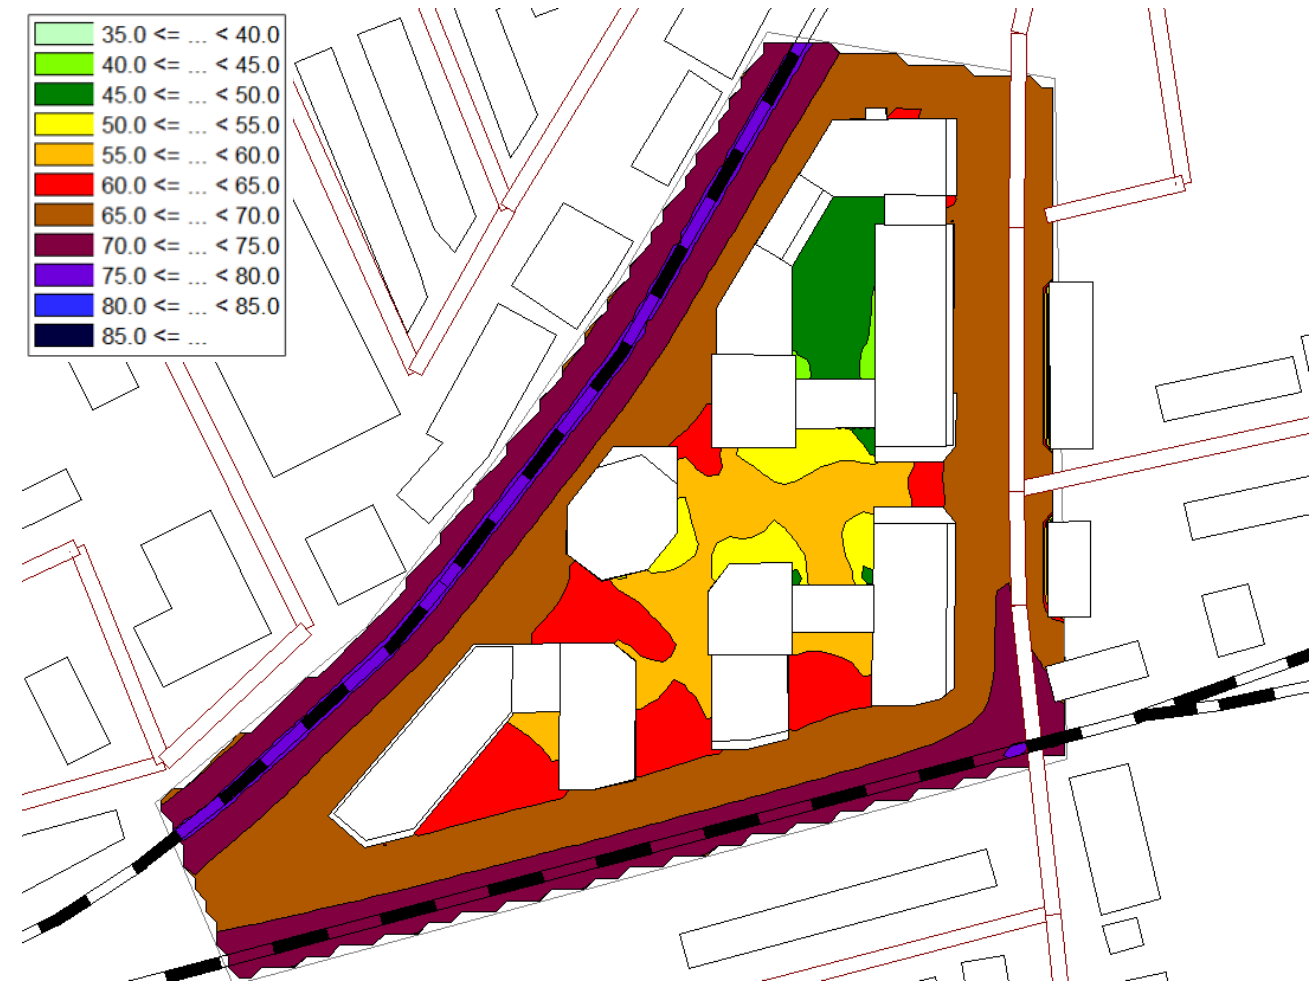 35.0 <= ... < 40.0
40.0 <= ... < 45.0
45.0 <= ... < 50.0
50.0 <= ... < 55.0
55.0 <= ... < 60.0
60.0 <= ... < 65.0
65.0 <= ... < 70.0
70.0 <= ... < 75.0
75.0 <= ... < 80.0
80.0 <= ... < 85.0
85.0 <= ...